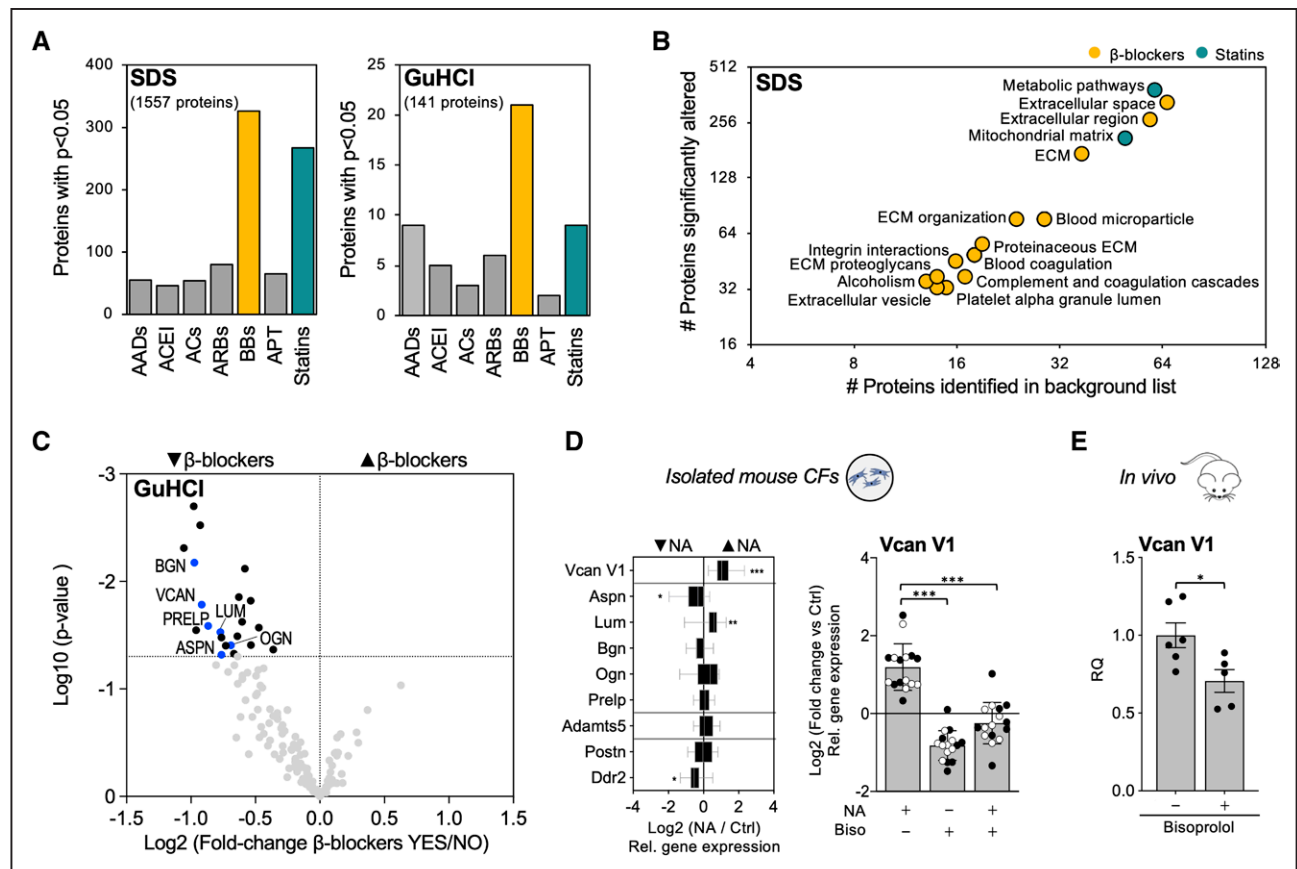 A
SDS
(1557 proteins)
Proteins with p<0.05
400
300
200
100
0
AADs
ACEI
ACs
ARBs
BBs
APT
Statins
GuHCl
(141 proteins)
Proteins with p<0.05
25
20
15
10
5
0
AADs
ACEI
ACs
ARBs
BBs
APT
Statins
B
β-blockers
Statins
SDS
# Proteins significantly altered
512
256
128
64
32
16
Metabolic pathways
Extracellular space
Extracellular region
Mitochondrial matrix
ECM
ECM organization
Blood microparticle
Proteinaceous ECM
Integrin interactions
Blood coagulation
ECM proteoglycans
Complement and coagulation cascades
Alcoholism
Extracellular vesicle
Platelet alpha granule lumen
4 8 16 32 64 128
# Proteins identified in background list
C
▼β-blockers ▲β-blockers
GuHCl
Log10 (p-value )
-3
-2
-1
0
BGN
VCAN
LUM
PRELP
OGN
ASPN
-1.5 -1.0 -0.5 0.0 0.5 1.0 1.5
Log2 (Fold-change β-blockers YES/NO)
D
Isolated mouse CFs
▼NA ▲NA
Vcan V1 ***
Aspn *
Lum **
Bgn
Ogn
Prelp
Adamts5
Postn
Ddr2 *
-4 -2 0 2 4
Log2 (NA / Ctrl)
Rel. gene expression
Vcan V1
Log2 (Fold change vs Ctrl)
Rel. gene expression
4
2
0
-2
***
***
NA + − +
Biso − + +
E
In vivo
Vcan V1
RQ
1.5
1.0
0.5
0.0
*
− +
Bisoprolol